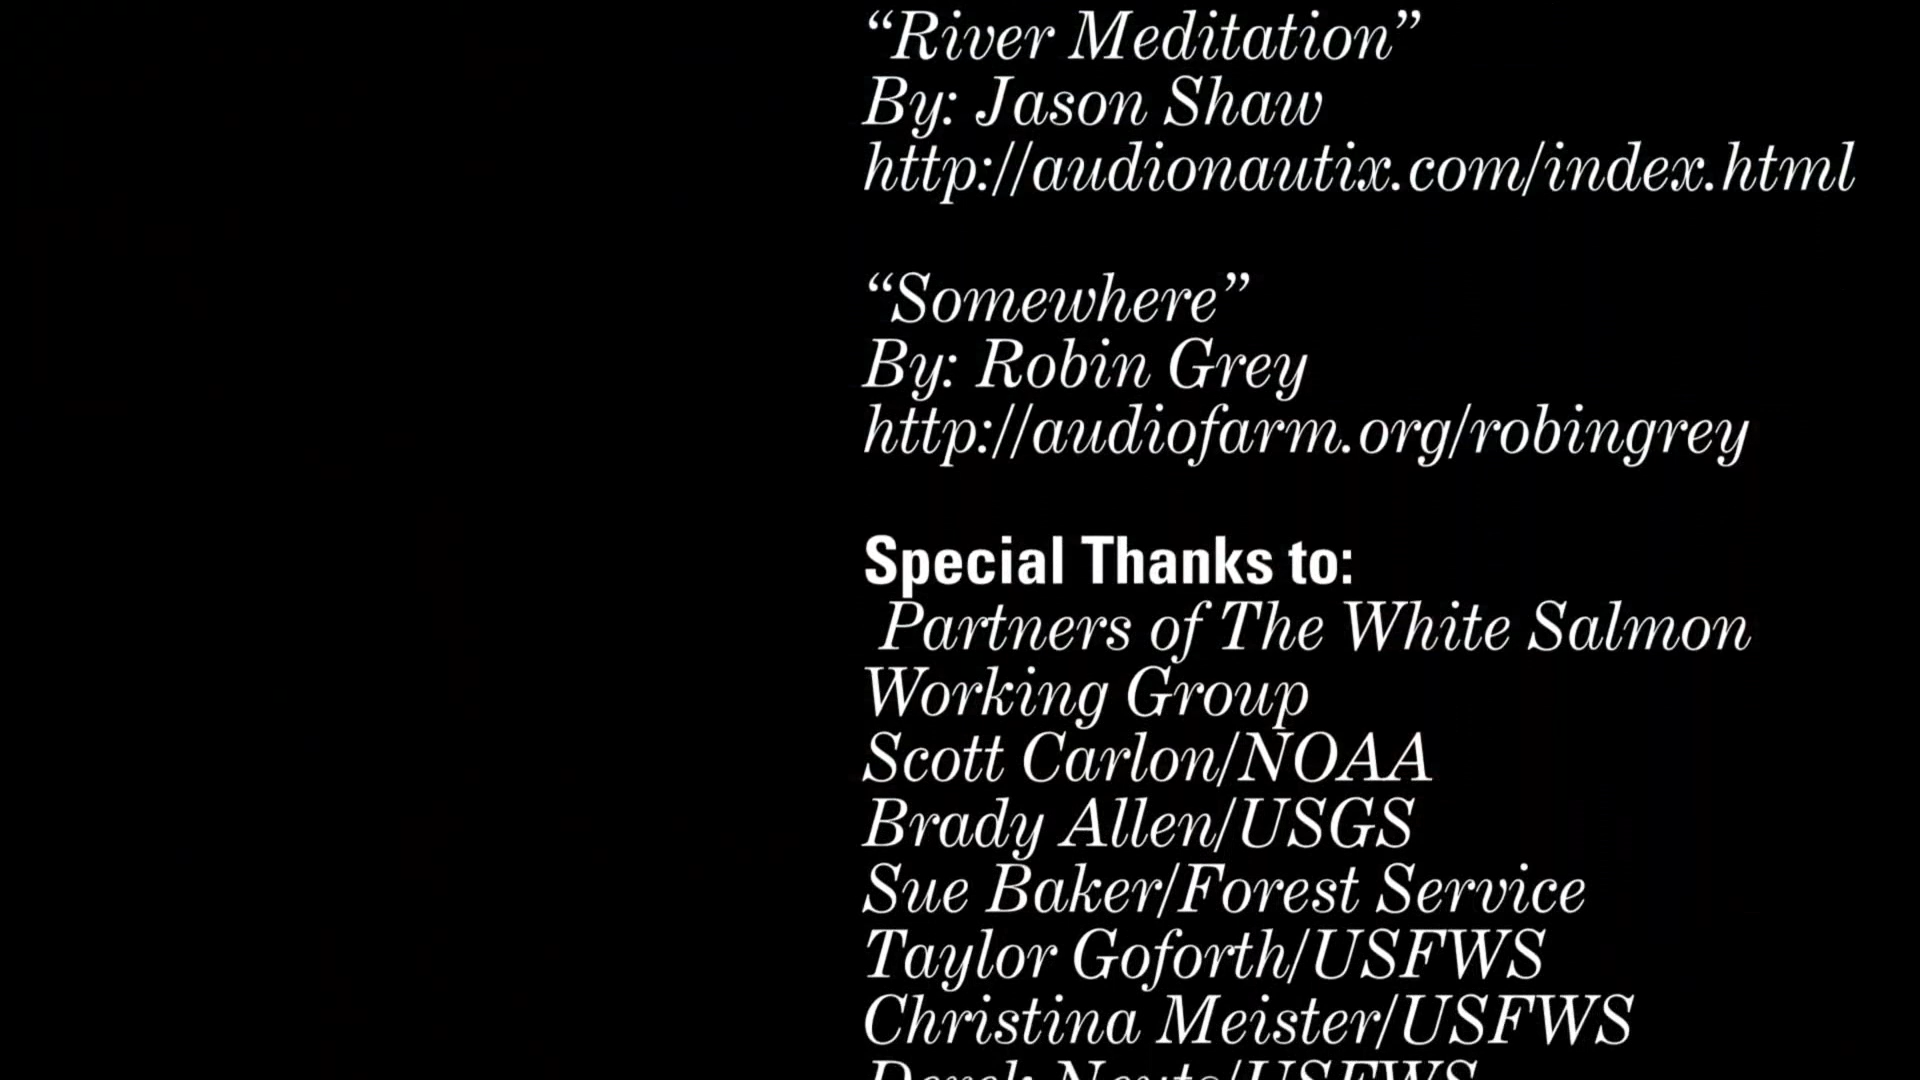 “River Meditation”
By: Jason Shaw
http://audionautix.com/index.html
“Somewhere”
By: Robin Grey
http://audiofarm.org/robingrey
Special Thanks to:
Partners of The White Salmon
Working Group
Scott Carlon/NOAA
Brady Allen/USGS
Sue Baker/Forest Service
Taylor Goforth/USFWS
Christina Meister/USFWS